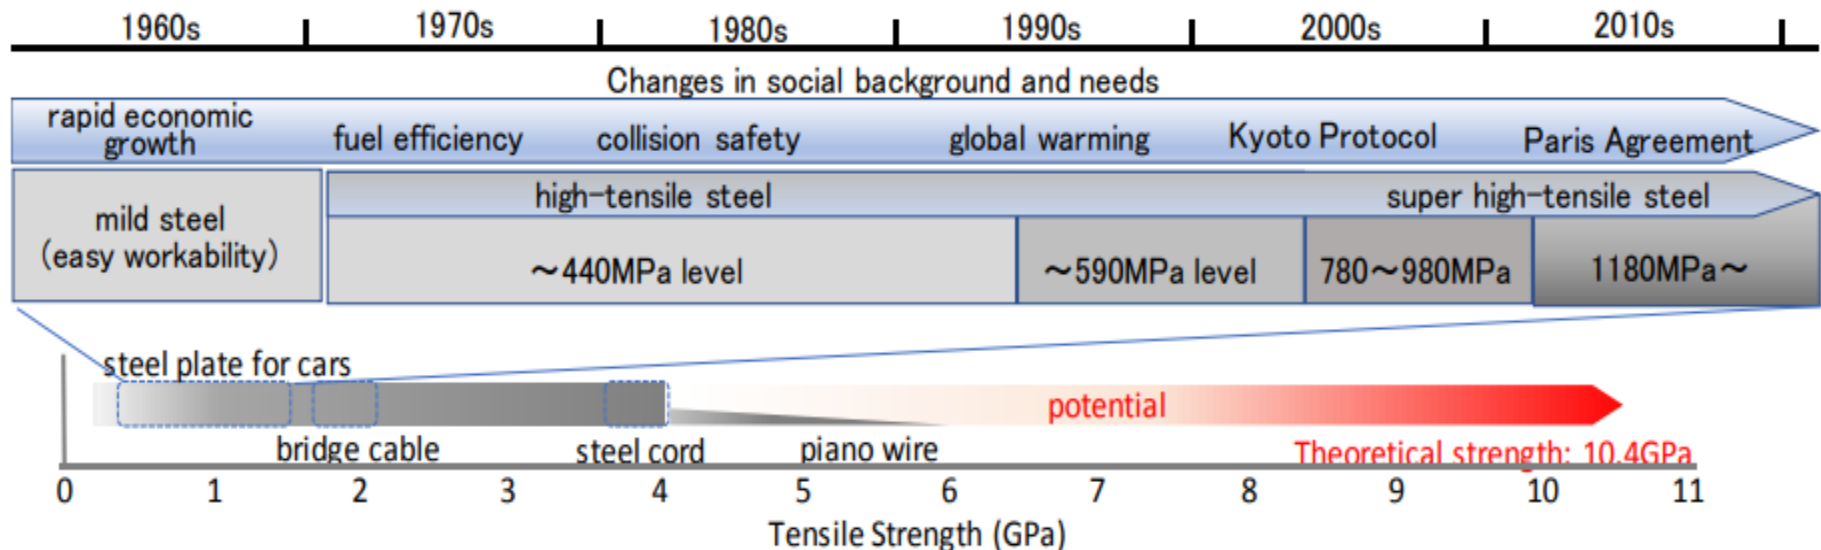 1960s 1970s 1980s 1990s 2000s 2010s
Changes in social background and needs
rapid economic
growth
fuel efficiency collision safety global warming Kyoto Protocol Paris Agreement
high-tensile steel super high-tensile steel
mild steel
(easy workability)
～440MPa level ～590MPa level 780～980MPa 1180MPa～
steel plate for cars
potential
bridge cable steel cord piano wire Theoretical strength: 10.4GPa
0 1 2 3 4 5 6 7 8 9 10 11
Tensile Strength (GPa)